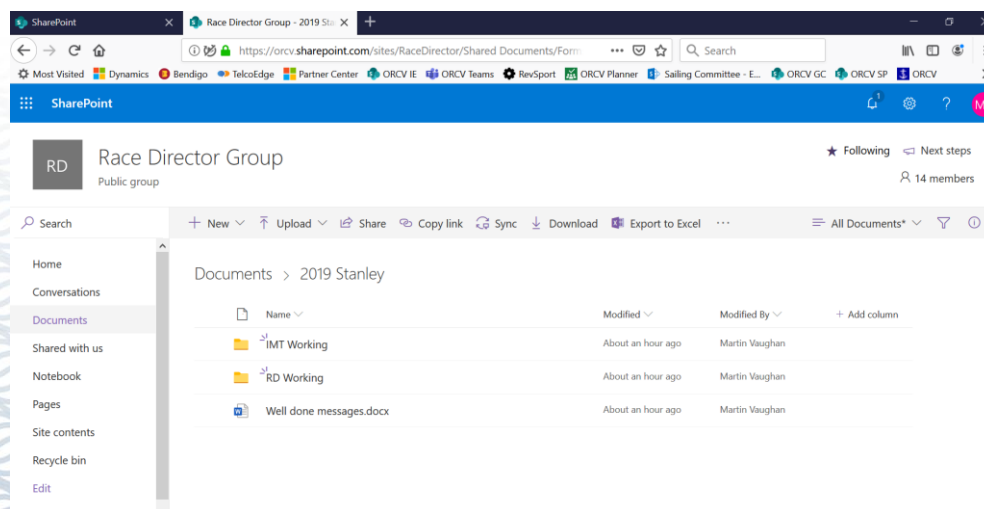 SharePoint
Race Director Group - 2019 Sta
https://orcv.sharepoint.com/sites/RaceDirector/Shared Documents/Form
Search
Most Visited Dynamics Bendigo TelcoEdge Partner Center ORCV IE ORCV Teams RevSport ORCV Planner Sailing Committee - E... ORCV GC ORCV SP ORCV
SharePoint 1 ? M
RD
Race Director Group
Public group
Following Next steps
14 members
Search
+ New Upload Share Copy link Sync Download Export to Excel ... All Documents*
Home
Conversations
Documents
Shared with us
Notebook
Pages
Site contents
Recycle bin
Edit
Documents > 2019 Stanley
Name Modified Modified By + Add column
IMT Working About an hour ago Martin Vaughan
RD Working About an hour ago Martin Vaughan
Well done messages.docx About an hour ago Martin Vaughan